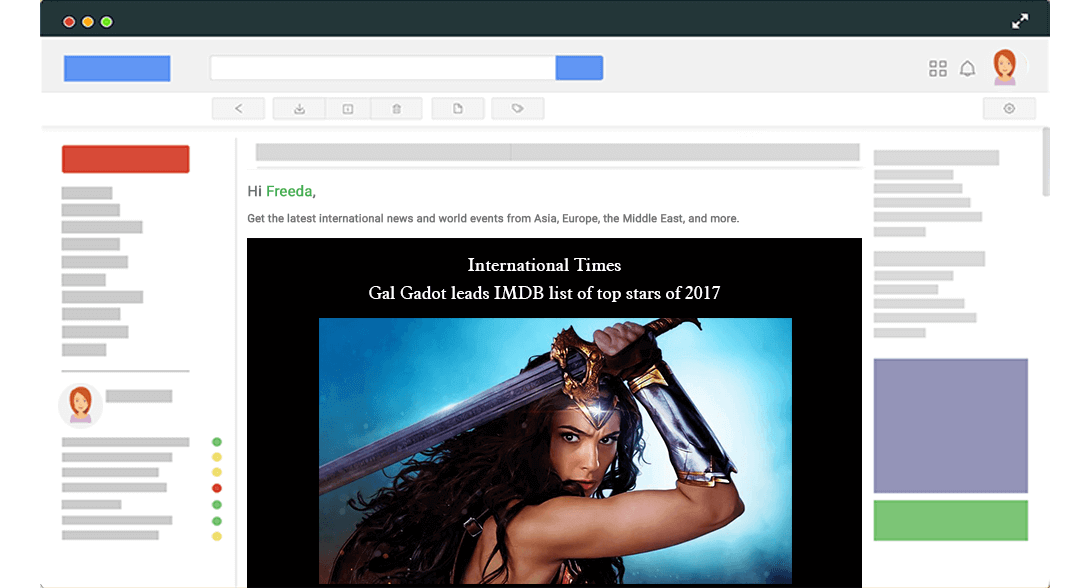 Hi Freeda,
Get the latest international news and world events from Asia, Europe, the Middle East, and more.
International Times
Gal Gadot leads IMDB list of top stars of 2017